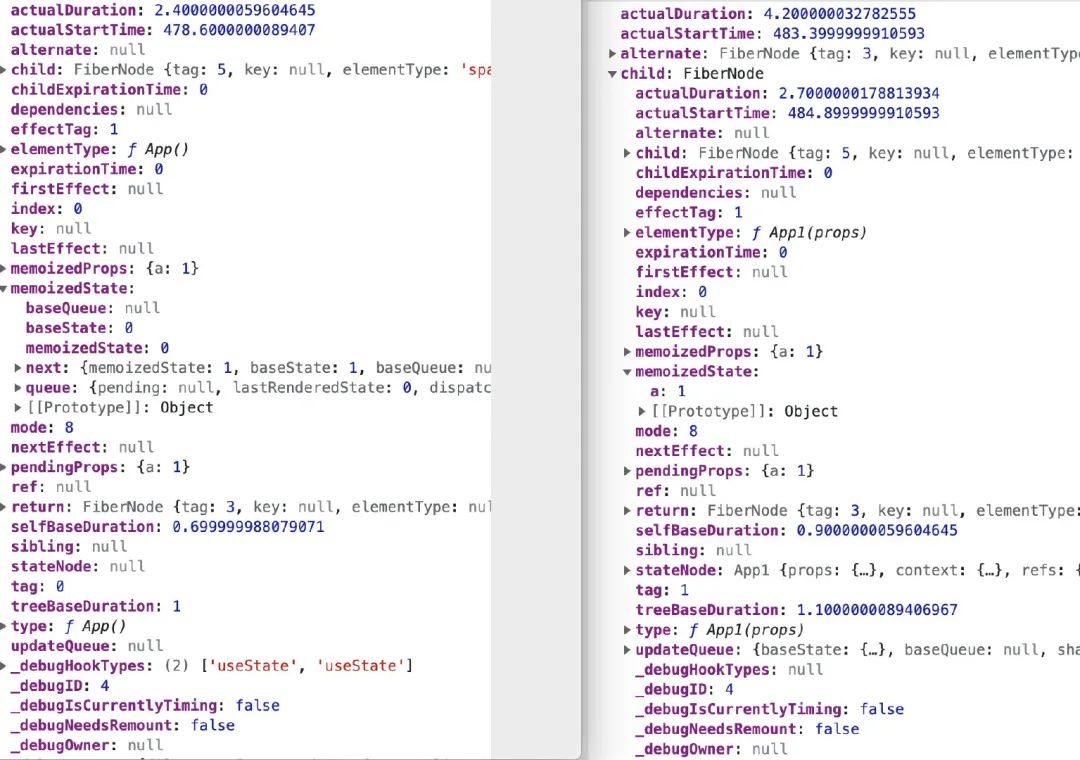 actualDuration: 2.4000000059604645
actualStartTime: 478.6000000089407
alternate: null
child: FiberNode {tag: 5, key: null, elementType: 'spa
childExpirationTime: 0
dependencies: null
effectTag: 1
elementType: ƒ App()
expirationTime: 0
firstEffect: null
index: 0
key: null
lastEffect: null
memoizedProps: {a: 1}
memoizedState:
baseQueue: null
baseState: 0
memoizedState: 0
next: {memoizedState: 1, baseState: 1, baseQueue: nu
queue: {pending: null, lastRenderedState: 0, dispatc
[[Prototype]]: Object
mode: 8
nextEffect: null
pendingProps: {a: 1}
ref: null
return: FiberNode {tag: 3, key: null, elementType: nul
selfBaseDuration: 0.699999988079071
sibling: null
stateNode: null
tag: 0
treeBaseDuration: 1
type: ƒ App()
updateQueue: null
_debugHookTypes: (2) ['useState', 'useState']
_debugID: 4
_debugIsCurrentlyTiming: false
_debugNeedsRemount: false
_debugOwner: null
actualDuration: 4.200000032782555
actualStartTime: 483.3999999910593
alternate: FiberNode {tag: 3, key: null, elementType
child: FiberNode
actualDuration: 2.7000000178813934
actualStartTime: 484.8999999910593
alternate: null
child: FiberNode {tag: 5, key: null, elementType:
childExpirationTime: 0
dependencies: null
effectTag: 1
elementType: ƒ App1(props)
expirationTime: 0
firstEffect: null
index: 0
key: null
lastEffect: null
memoizedProps: {a: 1}
memoizedState:
a: 1
[[Prototype]]: Object
mode: 8
nextEffect: null
pendingProps: {a: 1}
ref: null
return: FiberNode {tag: 3, key: null, elementType:
selfBaseDuration: 0.9000000059604645
sibling: null
stateNode: App1 {props: {…}, context: {…}, refs: {
tag: 1
treeBaseDuration: 1.1000000089406967
type: ƒ App1(props)
updateQueue: {baseState: {…}, baseQueue: null, sha
_debugHookTypes: null
_debugID: 4
_debugIsCurrentlyTiming: false
_debugNeedsRemount: false
_debugOwner: null